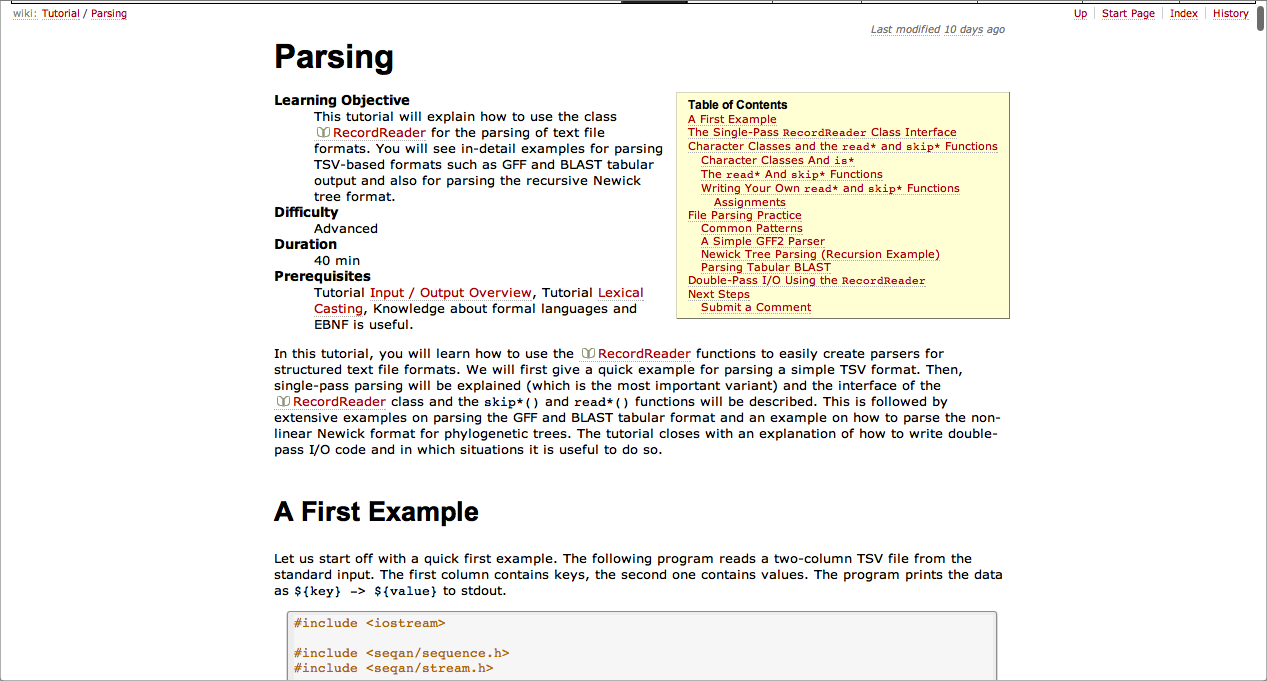 wiki: Tutorial / Parsing
Up Start Page Index History
Last modified 10 days ago
Parsing
Learning Objective
This tutorial will explain how to use the class
RecordReader for the parsing of text file
formats. You will see in-detail examples for parsing
TSV-based formats such as GFF and BLAST tabular
output and also for parsing the recursive Newick
tree format.
Difficulty
Advanced
Duration
40 min
Prerequisites
Tutorial Input / Output Overview, Tutorial Lexical
Casting, Knowledge about formal languages and
EBNF is useful.
Table of Contents
A First Example
The Single-Pass RecordReader Class Interface
Character Classes and the read* and skip* Functions
Character Classes And is*
The read* And skip* Functions
Writing Your Own read* and skip* Functions
Assignments
File Parsing Practice
Common Patterns
A Simple GFF2 Parser
Newick Tree Parsing (Recursion Example)
Parsing Tabular BLAST
Double-Pass I/O Using the RecordReader
Next Steps
Submit a Comment
In this tutorial, you will learn how to use the RecordReader functions to easily create parsers for
structured text file formats. We will first give a quick example for parsing a simple TSV format. Then,
single-pass parsing will be explained (which is the most important variant) and the interface of the
RecordReader class and the skip*() and read*() functions will be described. This is followed by
extensive examples on parsing the GFF and BLAST tabular format and an example on how to parse the non-
linear Newick format for phylogenetic trees. The tutorial closes with an explanation of how to write double-
pass I/O code and in which situations it is useful to do so.
A First Example
Let us start off with a quick first example. The following program reads a two-column TSV file from the
standard input. The first column contains keys, the second one contains values. The program prints the data
as ${key} -> ${value} to stdout.
#include <iostream>
#include <seqan/sequence.h>
#include <seqan/stream.h>